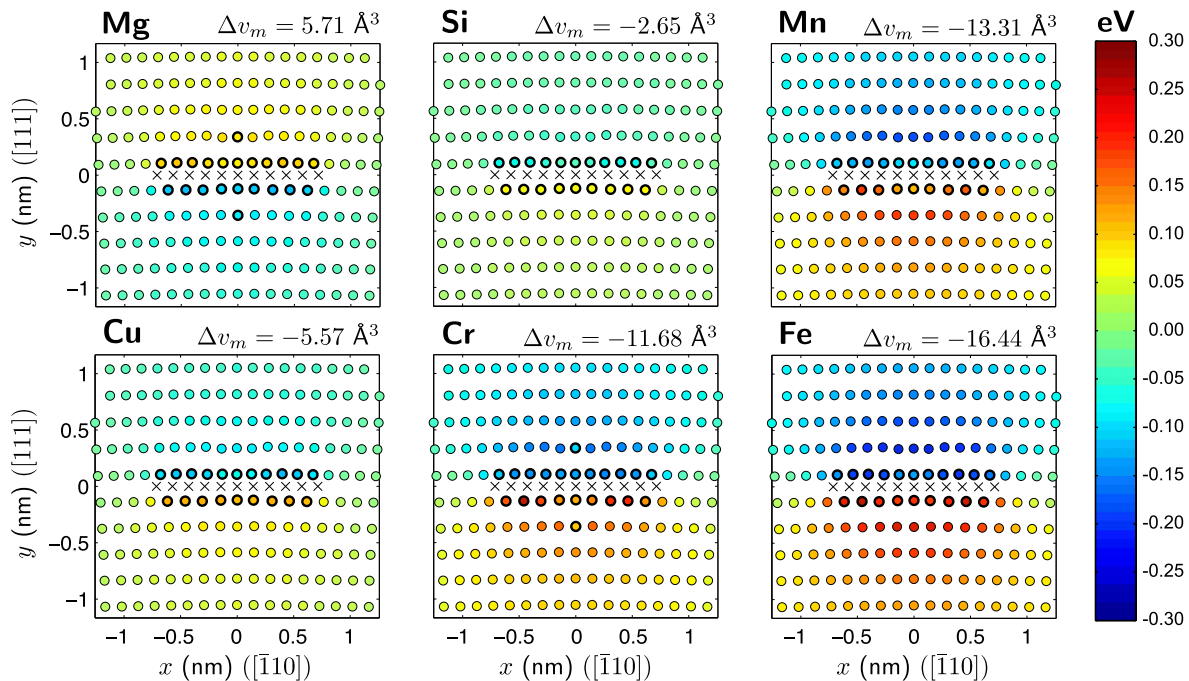 Mg Δv_m = 5.71 Å³ Si Δv_m = −2.65 Å³ Mn Δv_m = −13.31 Å³ eV
1 0.5 0 −0.5 −1
y (nm) ([111])
Cu Δv_m = −5.57 Å³ Cr Δv_m = −11.68 Å³ Fe Δv_m = −16.44 Å³
1 0.5 0 −0.5 −1
y (nm) ([111])
−1 −0.5 0 0.5 1 −1 −0.5 0 0.5 1 −1 −0.5 0 0.5 1
x (nm) ([1̄10]) x (nm) ([1̄10]) x (nm) ([1̄10])
0.30
0.25
0.20
0.15
0.10
0.05
0.00
-0.05
-0.10
-0.15
-0.20
-0.25
-0.30